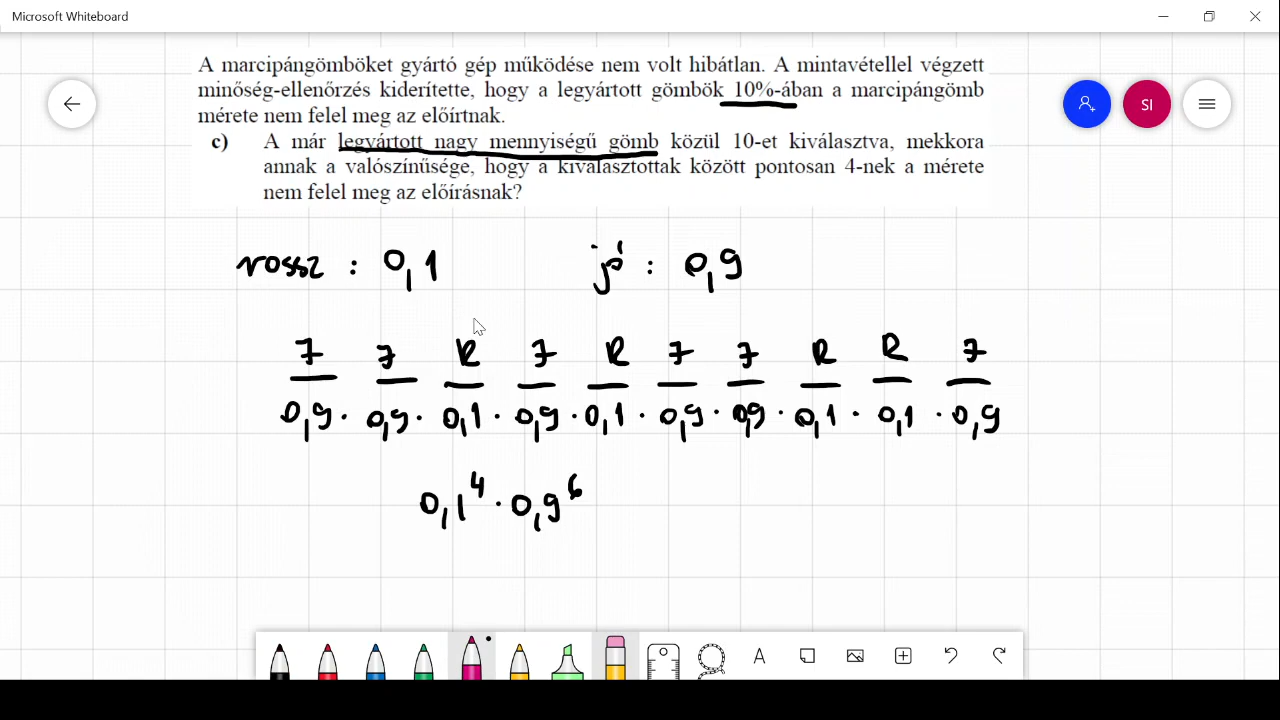 Microsoft Whiteboard
A marcipángömböket gyártó gép működése nem volt hibátlan. A mintavétellel végzett
minőség-ellenőrzés kiderítette, hogy a legyártott gömbök 10%-ában a marcipángömb
mérete nem felel meg az előírtnak.
c) A már legyártott nagy mennyiségű gömb közül 10-et kiválasztva, mekkora
annak a valószínűsége, hogy a kiválasztottak között pontosan 4-nek a mérete
nem felel meg az előírásnak?
SI
rossz : 0,1 jó : 0,9
J J R J R J J R R J
0,9 · 0,9 · 0,1 · 0,9 · 0,1 · 0,9 · 0,9 · 0,1 · 0,1 · 0,9
0,1⁴ · 0,9⁶
A